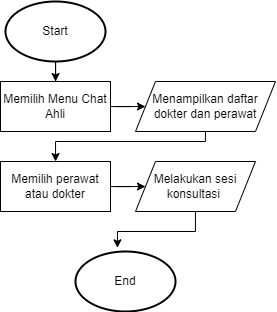 Start
Memilih Menu Chat
Ahli
Menampilkan daftar
dokter dan perawat
Memilih perawat
atau dokter
Melakukan sesi
konsultasi
End